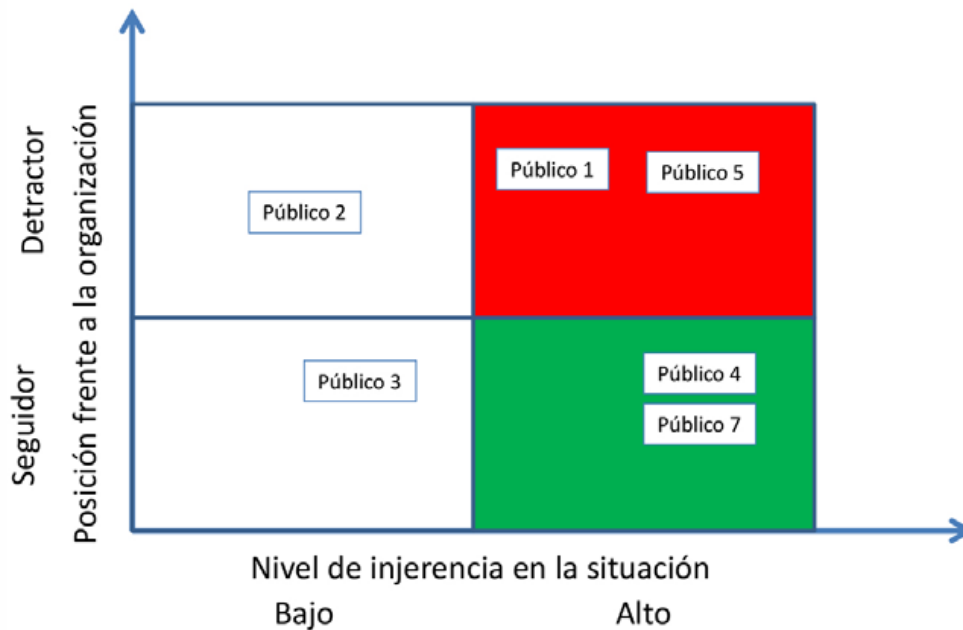 Detractor
Seguidor
Posición frente a la organización
Público 1
Público 5
Público 2
Público 3
Público 4
Público 7
Nivel de injerencia en la situación
Bajo
Alto